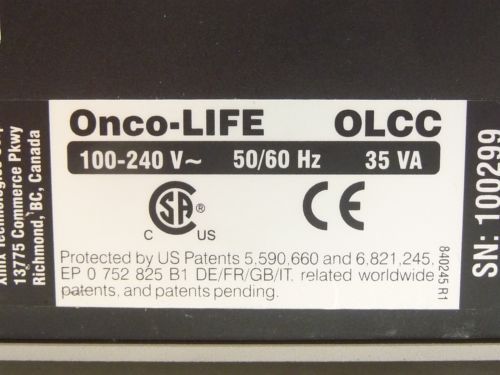 Technologies
13775 Commerce Pkwy
Richmond, BC, Canada
Onco-LIFE OLCC
100-240 V~ 50/60 Hz 35 VA
CSA ®
C US
CE
Protected by US Patents 5,590,660 and 6,821,245.
EP 0 752 825 B1 DE/FR/GB/IT. related worldwide
patents, and patents pending.
840245 R1
SN: 100299